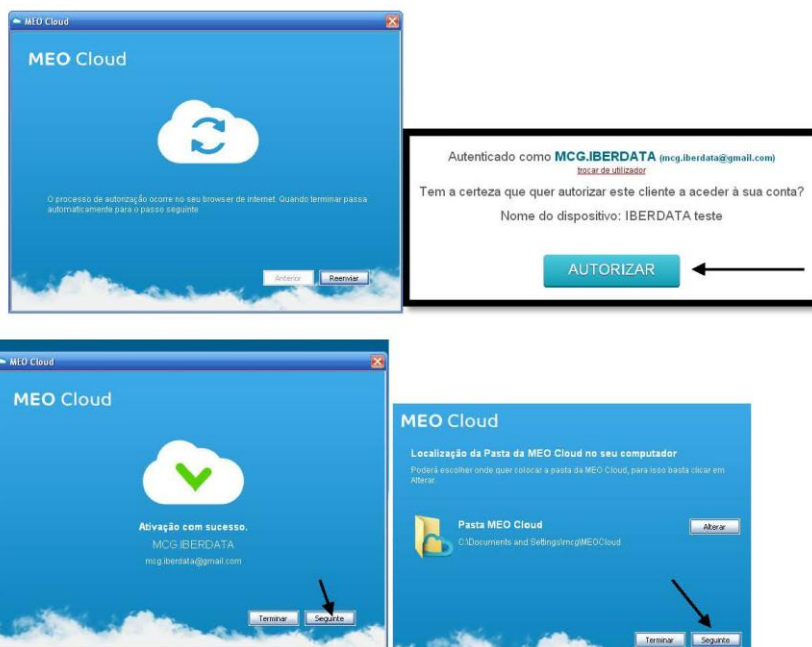 MEO Cloud
MEO Cloud
O processo de autorização ocorre no seu browser de internet. Quando terminar passa
automaticamente para o passo seguinte
Anterior
Reenviar
Autenticado como MCG.IBERDATA (mcg.iberdata@gmail.com)
trocar de utilizador
Tem a certeza que quer autorizar este cliente a aceder à sua conta?
Nome do dispositivo: IBERDATA teste
AUTORIZAR
MEO Cloud
MEO Cloud
Ativação com sucesso.
MCG.IBERDATA
mcg.iberdata@gmail.com
Terminar
Seguinte
MEO Cloud
Localização da Pasta da MEO Cloud no seu computador
Poderá escolher onde quer colocar a pasta da MEO Cloud, para isso basta clicar em
Alterar.
Pasta MEO Cloud
Alterar
C:\Documents and Settings\mcg\MEOCloud
Terminar
Seguinte